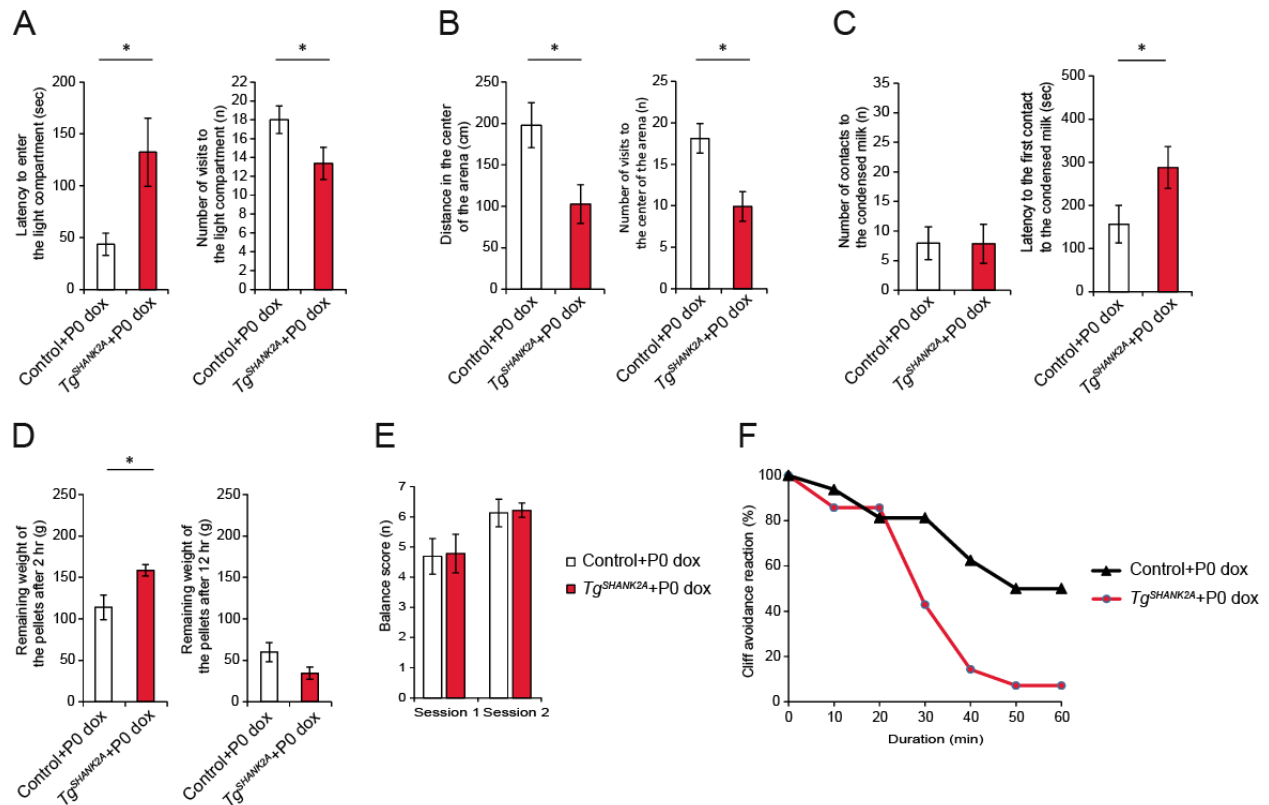 A
*
Latency to enter
the light compartment (sec)
200
150
100
50
0
Control+P0 dox
TgSHANK2A+P0 dox
*
Number of visits to
the light compartment (n)
22
20
18
16
14
12
10
8
6
4
2
0
Control+P0 dox
TgSHANK2A+P0 dox
B
*
Distance in the center
of the arena (cm)
300
250
200
150
100
50
0
Control+P0 dox
TgSHANK2A+P0 dox
*
Number of visits to
the center of the arena (n)
25
20
15
10
5
0
Control+P0 dox
TgSHANK2A+P0 dox
C
Number of contacts to
the condensed milk (n)
35
30
25
20
15
10
5
0
Control+P0 dox
TgSHANK2A+P0 dox
*
Latency to the first contact
to the condensed milk (sec)
500
400
300
200
100
0
Control+P0 dox
TgSHANK2A+P0 dox
D
*
Remaining weight of
the pellets after 2 hr (g)
250
200
150
100
50
0
Control+P0 dox
TgSHANK2A+P0 dox
Remaining weight of
the pellets after 12 hr (g)
250
200
150
100
50
0
Control+P0 dox
TgSHANK2A+P0 dox
E
Balance score (n)
7
6
5
4
3
2
1
0
Session 1 Session 2
Control+P0 dox
TgSHANK2A+P0 dox
F
Cliff avoidance reaction (%)
100
80
60
40
20
0
0 10 20 30 40 50 60
Duration (min)
Control+P0 dox
TgSHANK2A+P0 dox